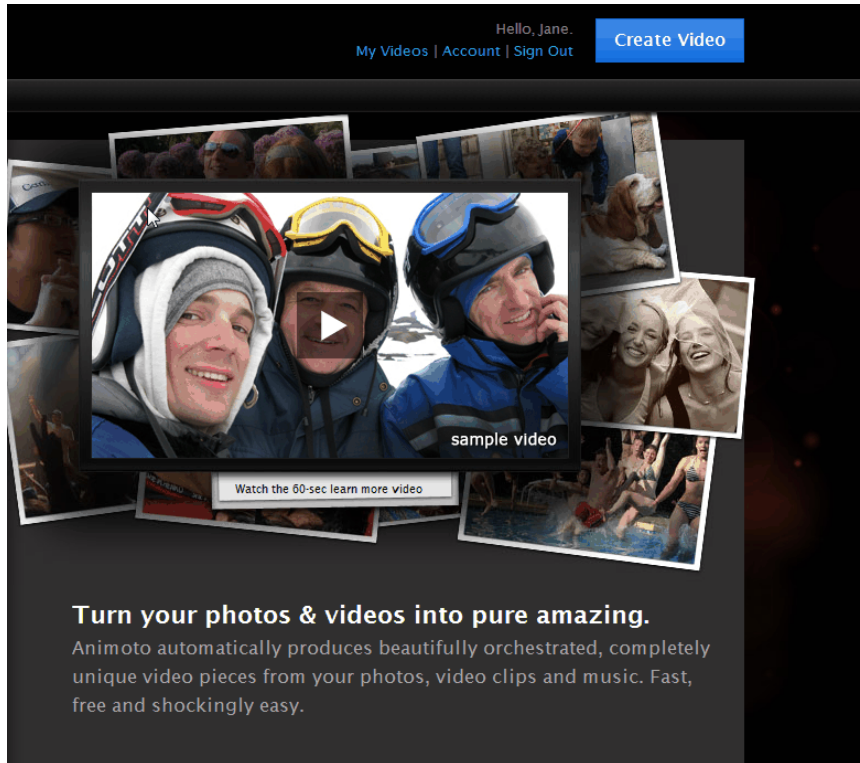 Hello, Jane.
My Videos | Account | Sign Out
Create Video
sample video
Watch the 60-sec learn more video
Turn your photos & videos into pure amazing.
Animoto automatically produces beautifully orchestrated, completely
unique video pieces from your photos, video clips and music. Fast,
free and shockingly easy.